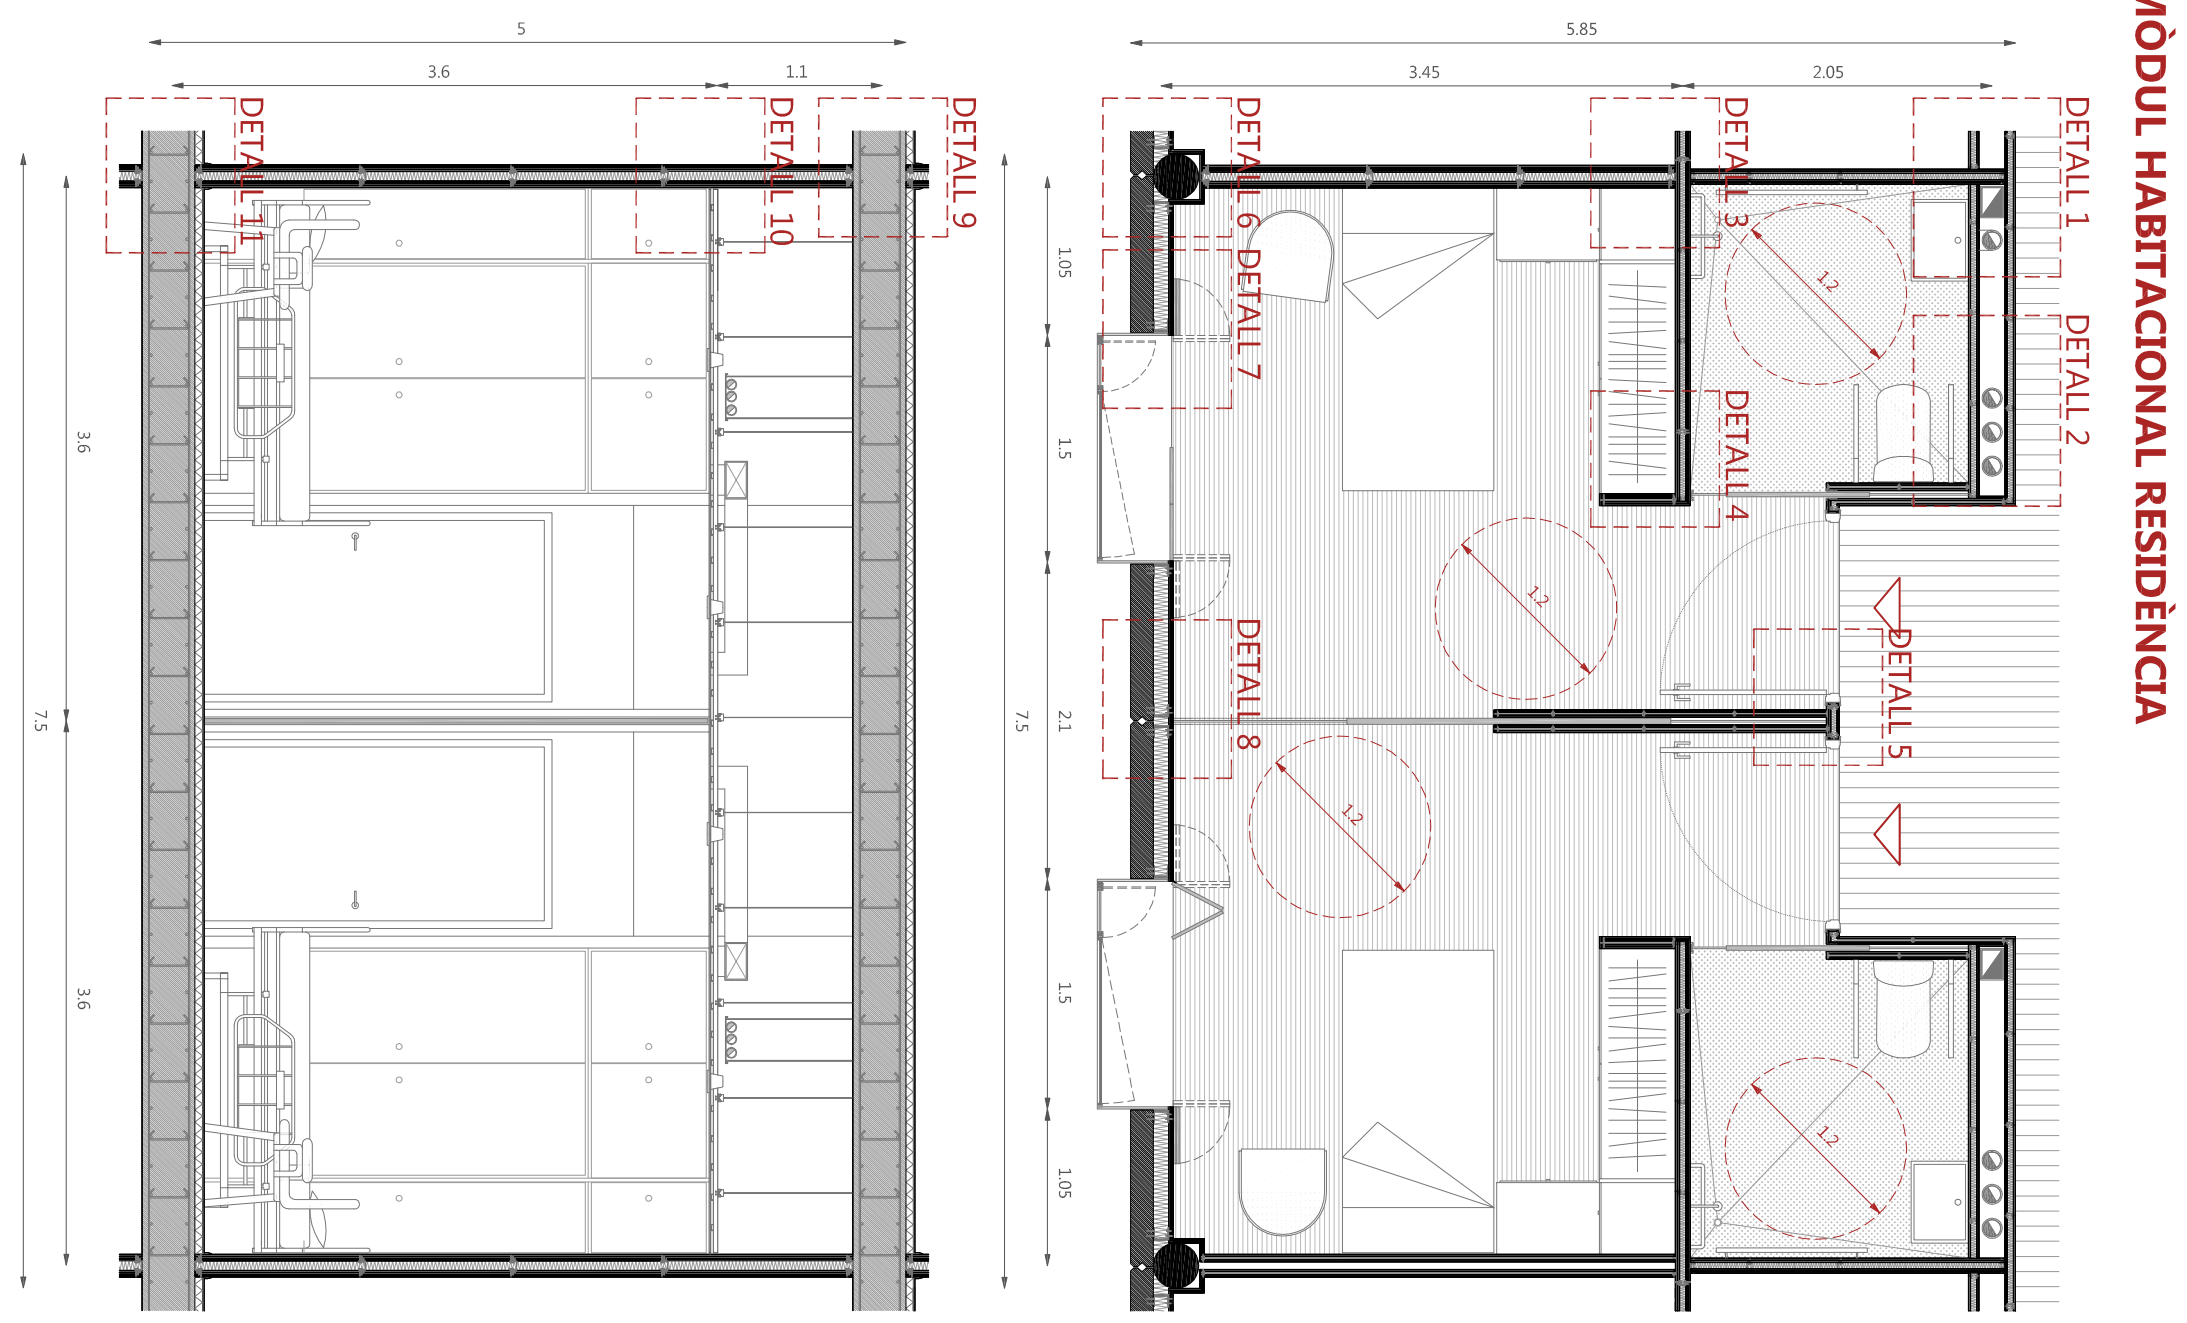 MÒDUL HABITACIONAL RESIDÈNCIA
5
3.6
1.1
5.85
3.45
2.05
DETALL 11
DETALL 10
DETALL 9
DETALL 6
DETALL 3
DETALL 1
DETALL 7
DETALL 2
DETALL 4
DETALL 8
DETALL 5
7.5
3.6
3.6
7.5
1.05
1.5
2.1
1.5
1.05
1.2
1.2
1.2
1.2